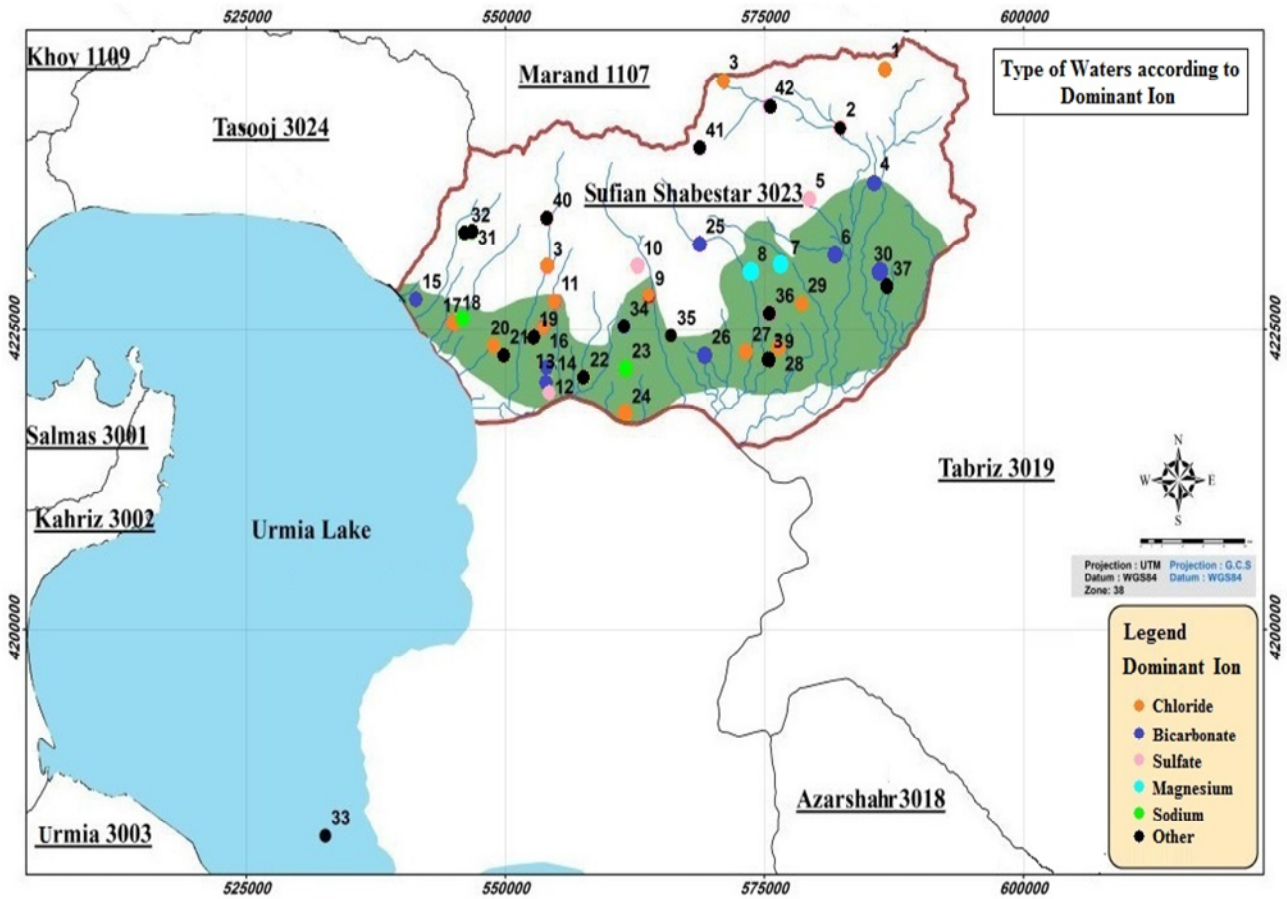 525000
550000
575000
600000
Khoy 1109
Marand 1107
Type of Waters according to
Dominant Ion
Tasooj 3024
Sufian Shabestar 3023
1
3
42
2
41
4
5
40
32
31
25
6
7
8
30
37
3
10
9
15
11
29
36
17
18
19
34
35
20
21
16
26
27
39
28
13
14
22
23
12
24
4225000
4225000
Salmas 3001
Tabriz 3019
Kahriz 3002
Urmia Lake
N
W
E
S
Projection : UTM
Datum : WGS84
Zone: 38
Projection : G.C.S
Datum : WGS84
4200000
4200000
Legend
Dominant Ion
Chloride
Bicarbonate
Sulfate
Magnesium
Sodium
Other
Azarshahr 3018
33
Urmia 3003
525000
550000
575000
600000